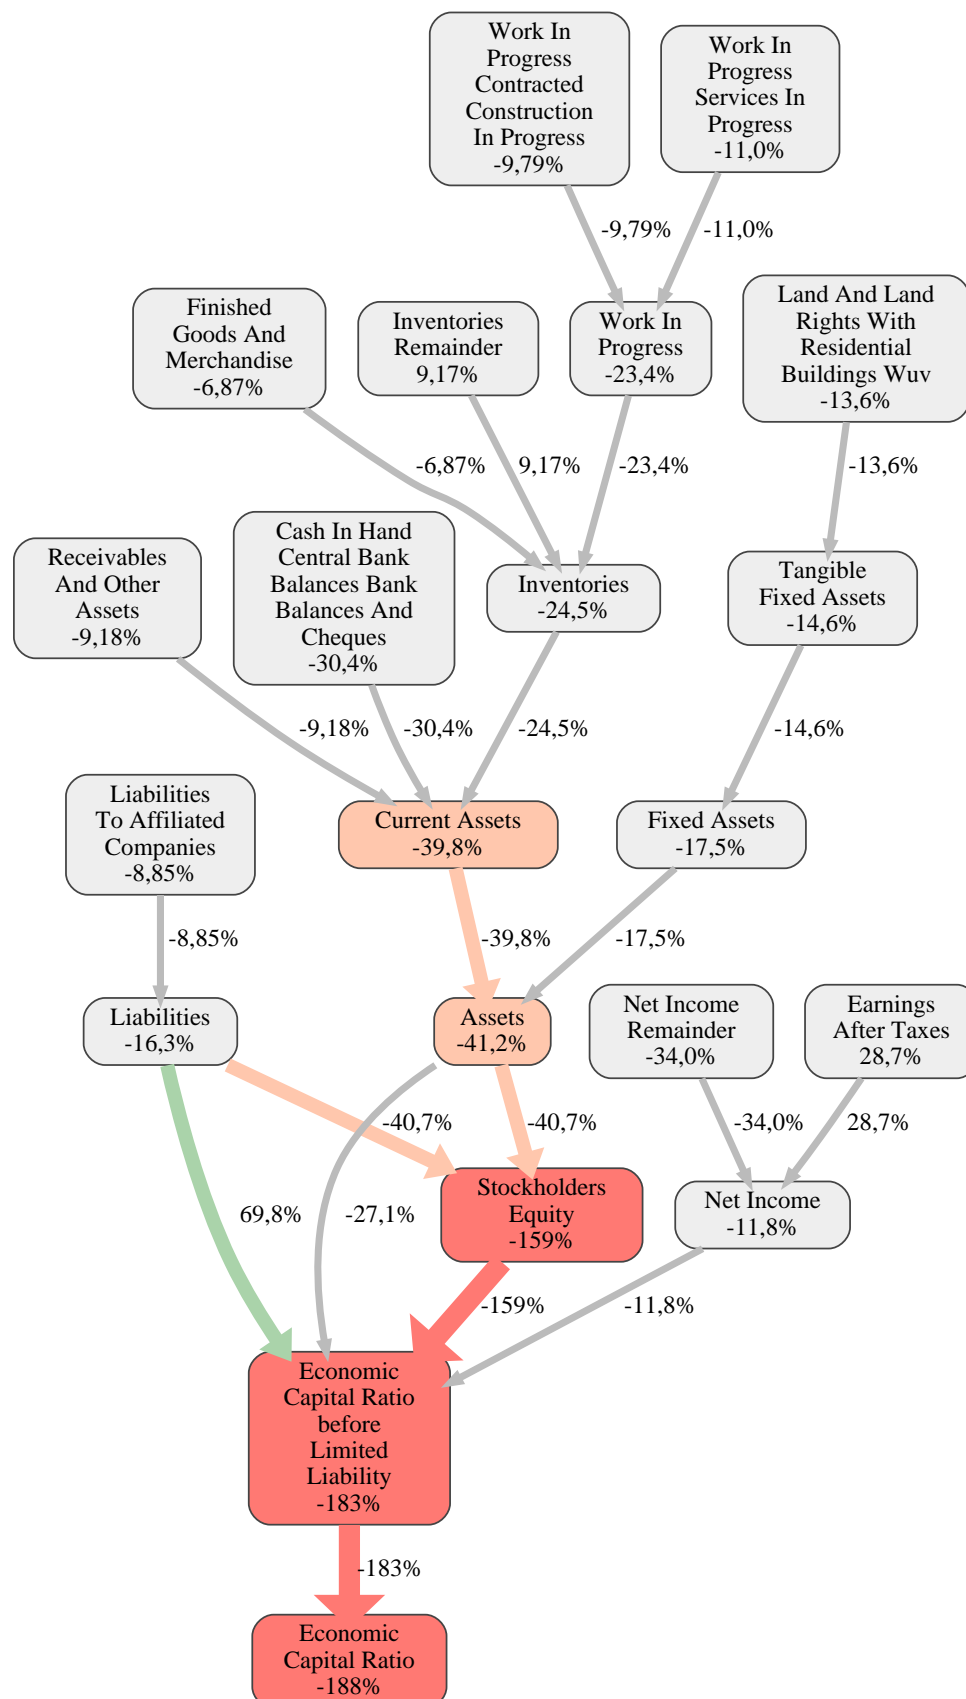 Work In
Progress
Contracted
Construction
In Progress
-9,79%
Work In
Progress
Services In
Progress
-11,0%
-9,79%
-11,0%
Finished
Goods And
Merchandise
-6,87%
Inventories
Remainder
9,17%
Work In
Progress
-23,4%
Land And Land
Rights With
Residential
Buildings Wuv
-13,6%
-6,87%
9,17%
-23,4%
-13,6%
Receivables
And Other
Assets
-9,18%
Cash In Hand
Central Bank
Balances Bank
Balances And
Cheques
-30,4%
Inventories
-24,5%
Tangible
Fixed Assets
-14,6%
-9,18%
-30,4%
-24,5%
-14,6%
Liabilities
To Affiliated
Companies
-8,85%
Current Assets
-39,8%
Fixed Assets
-17,5%
-8,85%
-39,8%
-17,5%
Liabilities
-16,3%
Assets
-41,2%
Net Income
Remainder
-34,0%
Earnings
After Taxes
28,7%
-40,7%
-40,7%
-34,0%
28,7%
69,8%
-27,1%
Stockholders
Equity
-159%
Net Income
-11,8%
-159%
-11,8%
Economic
Capital Ratio
before
Limited
Liability
-183%
-183%
Economic
Capital Ratio
-188%